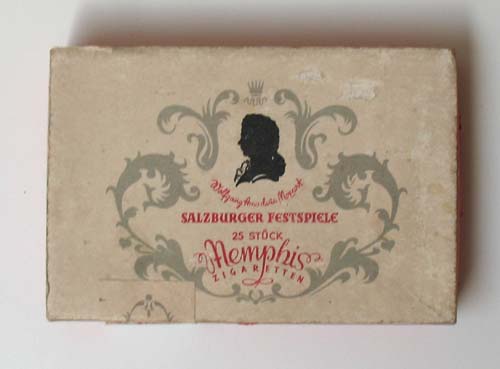 Wolfgang Amadeus Mozart
SALZBURGER FESTSPIELE
25 STÜCK
Memphis
ZIGARETTEN